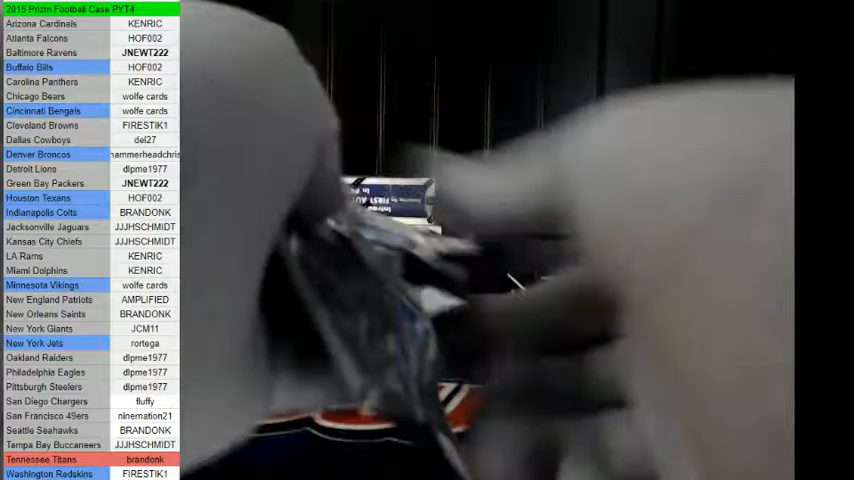 2015 Prizm Football Case PYT4
Arizona Cardinals KENRIC
Atlanta Falcons HOF002
Baltimore Ravens JNEWT222
Buffalo Bills HOF002
Carolina Panthers KENRIC
Chicago Bears wolfe cards
Cincinnati Bengals wolfe cards
Cleveland Browns FIRESTIK1
Dallas Cowboys del27
Denver Broncos hammerheadchris
Detroit Lions dlpme1977
Green Bay Packers JNEWT222
Houston Texans HOF002
Indianapolis Colts BRANDONK
Jacksonville Jaguars JJJHSCHMIDT
Kansas City Chiefs JJJHSCHMIDT
LA Rams KENRIC
Miami Dolphins KENRIC
Minnesota Vikings wolfe cards
New England Patriots AMPLIFIED
New Orleans Saints BRANDONK
New York Giants JCM11
New York Jets rortega
Oakland Raiders dlpme1977
Philadelphia Eagles dlpme1977
Pittsburgh Steelers dlpme1977
San Diego Chargers fluffy
San Francisco 49ers ninernation21
Seattle Seahawks BRANDONK
Tampa Bay Buccaneers JJJHSCHMIDT
Tennessee Titans brandonk
Washington Redskins FIRESTIK1
FIRST AU